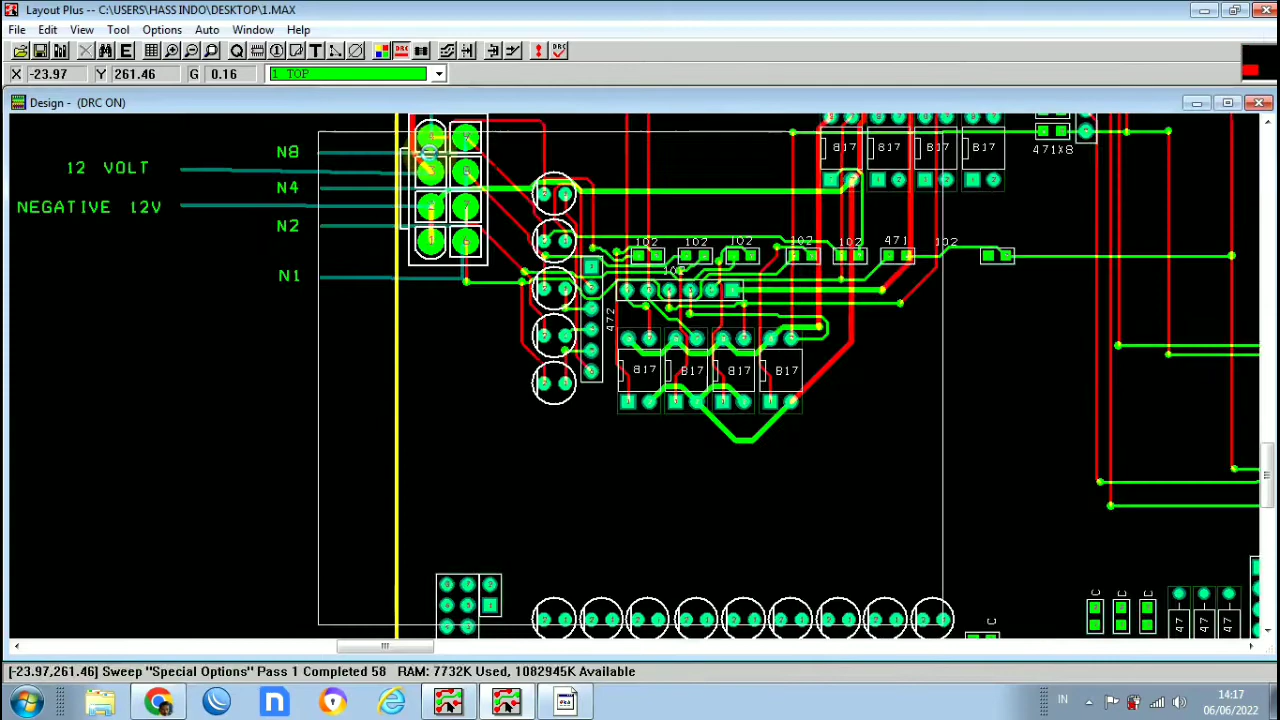 Layout Plus -- C:\USERS\HASS INDO\DESKTOP\1.MAX
File Edit View Tool Options Auto Window Help
X -23.97 Y 261.46 G 0.16 1 TOP
Design - (DRC ON)
N8
12 VOLT
N4
NEGATIVE 12V
N2
N1
817 817 817 817
471X8
102 102 102 102 102 471 102
472
817 817 817 817
C
C C C
47 47 47
[-23.97,261.46] Sweep "Special Options" Pass 1 Completed 58 RAM: 7732K Used, 1082945K Available
IN
14:17
06/06/2022